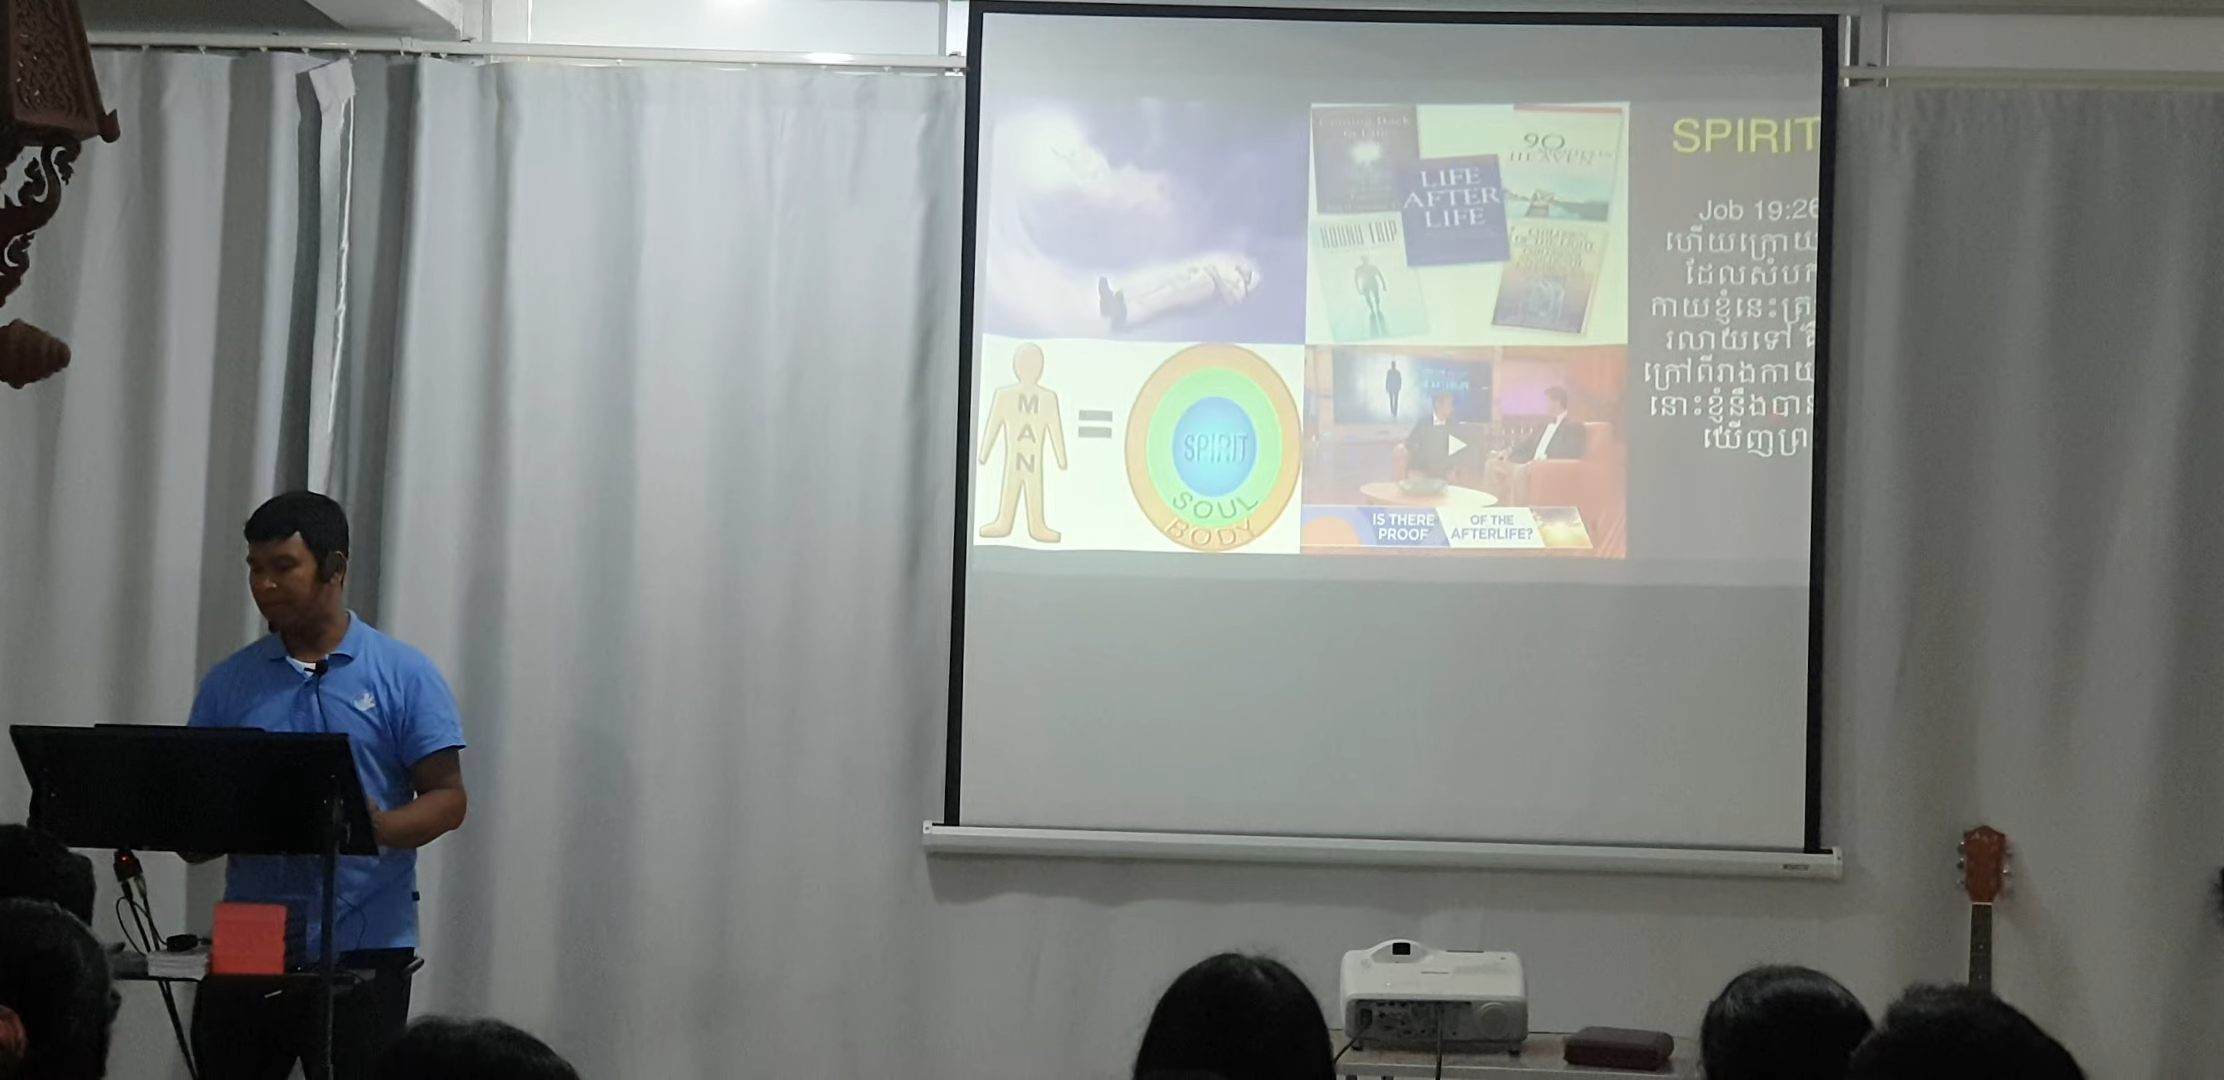 Coming Back
to Life
90
MINUTES IN
HEAVEN
LIFE
AFTER
LIFE
ROUND TRIP
MAN
=
SPIRIT
SOUL
BODY
IS THERE
PROOF
OF THE
AFTERLIFE?
SPIRIT
Job 19:26
ហើយក្រោយ
ដែលសំបក
កាយខ្ញុំនេះត្រូ
រលាយទៅ
ក្រៅពីរាងកាយ
នោះខ្ញុំនឹងបាន
ឃើញព្រ